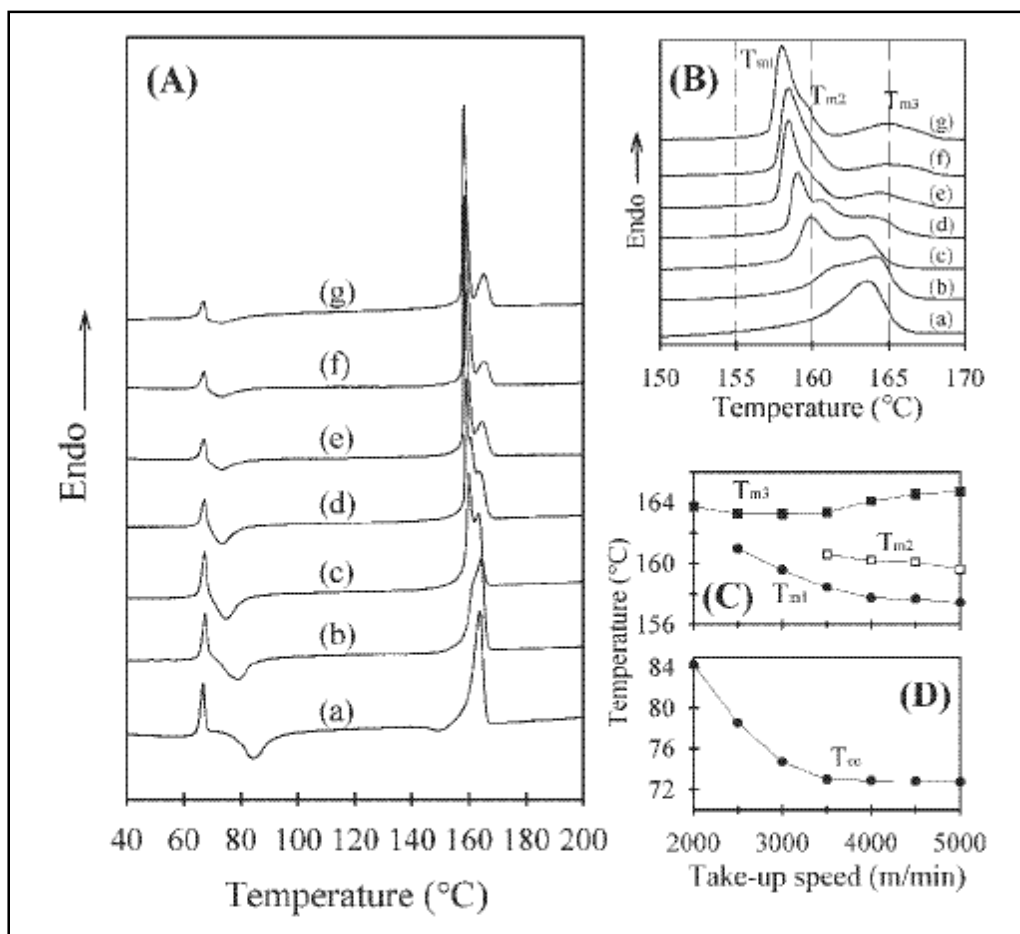 (A)
(g)
(f)
(e)
(d)
(c)
(b)
(a)
Endo
40 60 80 100 120 140 160 180 200
Temperature (°C)
(B)
Tm1
Tm2
Tm3
(g)
(f)
(e)
(d)
(c)
(b)
(a)
Endo
150 155 160 165 170
Temperature (°C)
164
160
156
Tm3
Tm2
Tm1
(C)
Temperature (°C)
84
80
76
72
(D)
Tcc
2000 3000 4000 5000
Take-up speed (m/min)